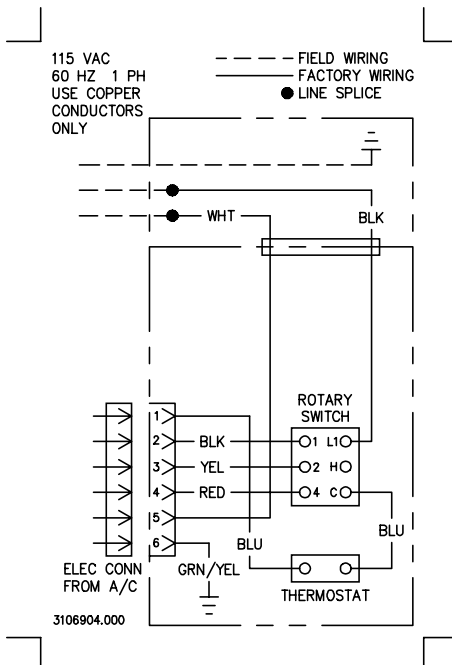 115 VAC
60 HZ 1 PH
USE COPPER
CONDUCTORS
ONLY
FIELD WIRING
FACTORY WIRING
LINE SPLICE
WHT
BLK
ROTARY
SWITCH
1
2 BLK 1 L1
3 YEL 2 H
4 RED 4 C
5
6
BLU
BLU
ELEC CONN
FROM A/C
GRN/YEL
THERMOSTAT
3106904.000